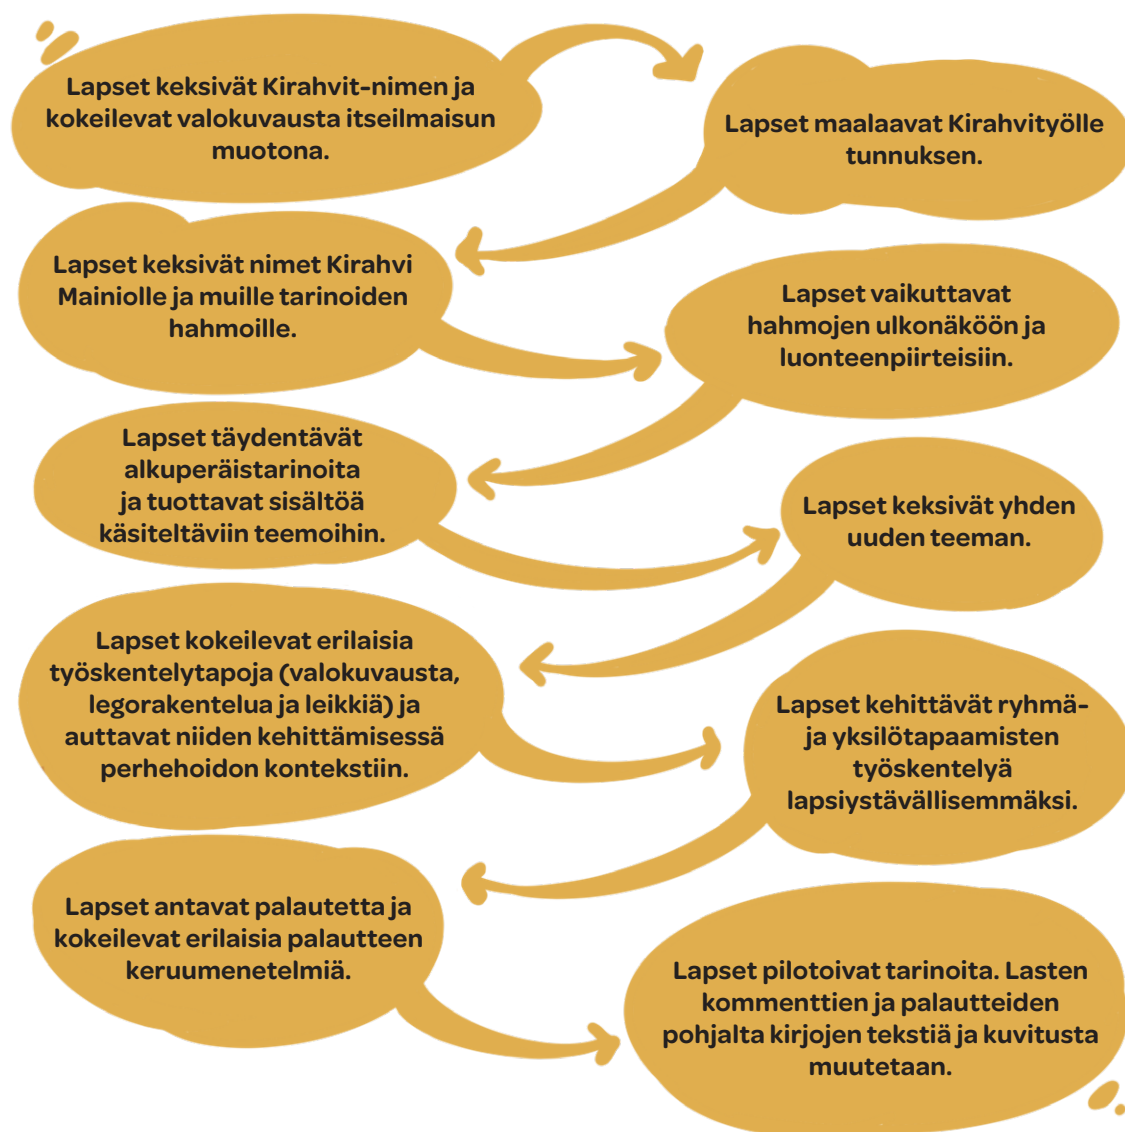 Lapset keksivät Kirahvit-nimen ja
kokeilevat valokuvausta itseilmaisun
muotona.
Lapset maalaavat Kirahvityölle
tunnuksen.
Lapset keksivät nimet Kirahvi
Mainiolle ja muille tarinoiden
hahmoille.
Lapset vaikuttavat
hahmojen ulkonäköön ja
luonteenpiirteisiin.
Lapset täydentävät
alkuperäistarinoita
ja tuottavat sisältöä
käsiteltäviin teemoihin.
Lapset keksivät yhden
uuden teeman.
Lapset kokeilevat erilaisia
työskentelytapoja (valokuvausta,
legorakentelua ja leikkiä) ja
auttavat niiden kehittämisessä
perhehoidon kontekstiin.
Lapset kehittävät ryhmä-
ja yksilötapaamisten
työskentelyä
lapsiystävällisemmäksi.
Lapset antavat palautetta ja
kokeilevat erilaisia palautteen
keruumenetelmiä.
Lapset pilotoivat tarinoita. Lasten
kommenttien ja palautteiden
pohjalta kirjojen tekstiä ja kuvitusta
muutetaan.